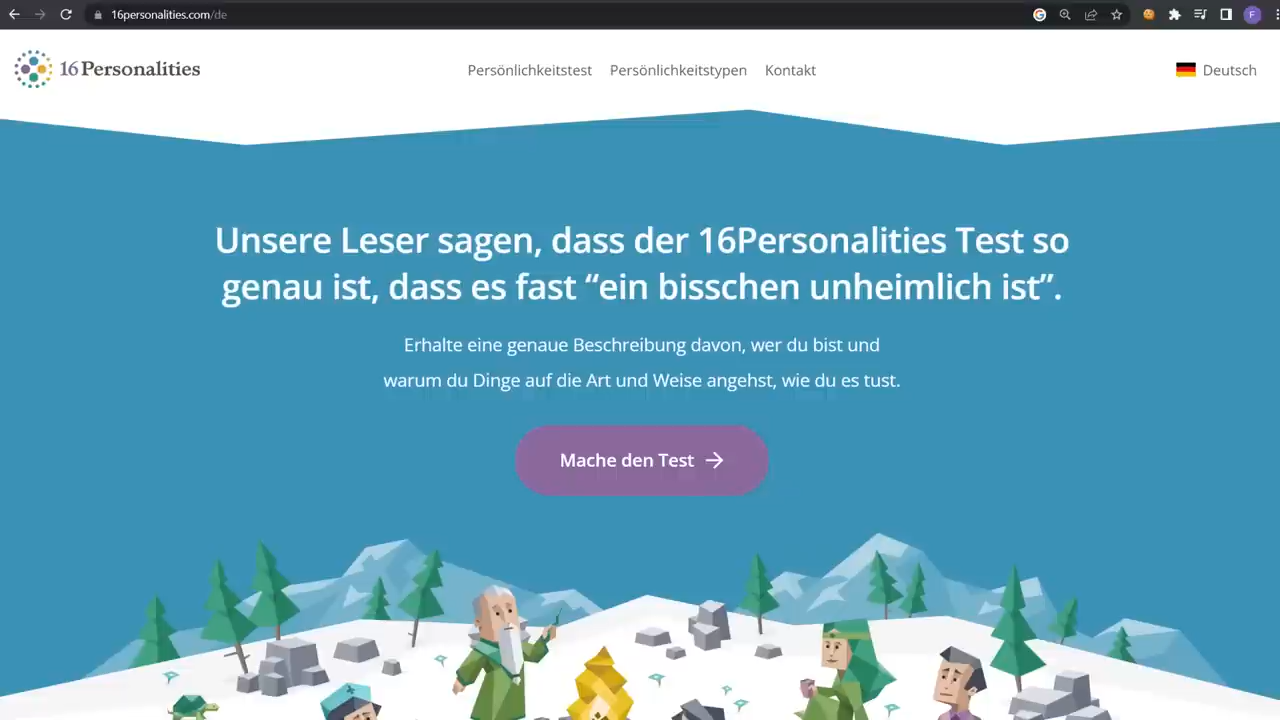 16personalities.com/de
F
16Personalities
Persönlichkeitstest Persönlichkeitstypen Kontakt
Deutsch
Unsere Leser sagen, dass der 16Personalities Test so
genau ist, dass es fast “ein bisschen unheimlich ist”.
Erhalte eine genaue Beschreibung davon, wer du bist und
warum du Dinge auf die Art und Weise angehst, wie du es tust.
Mache den Test →